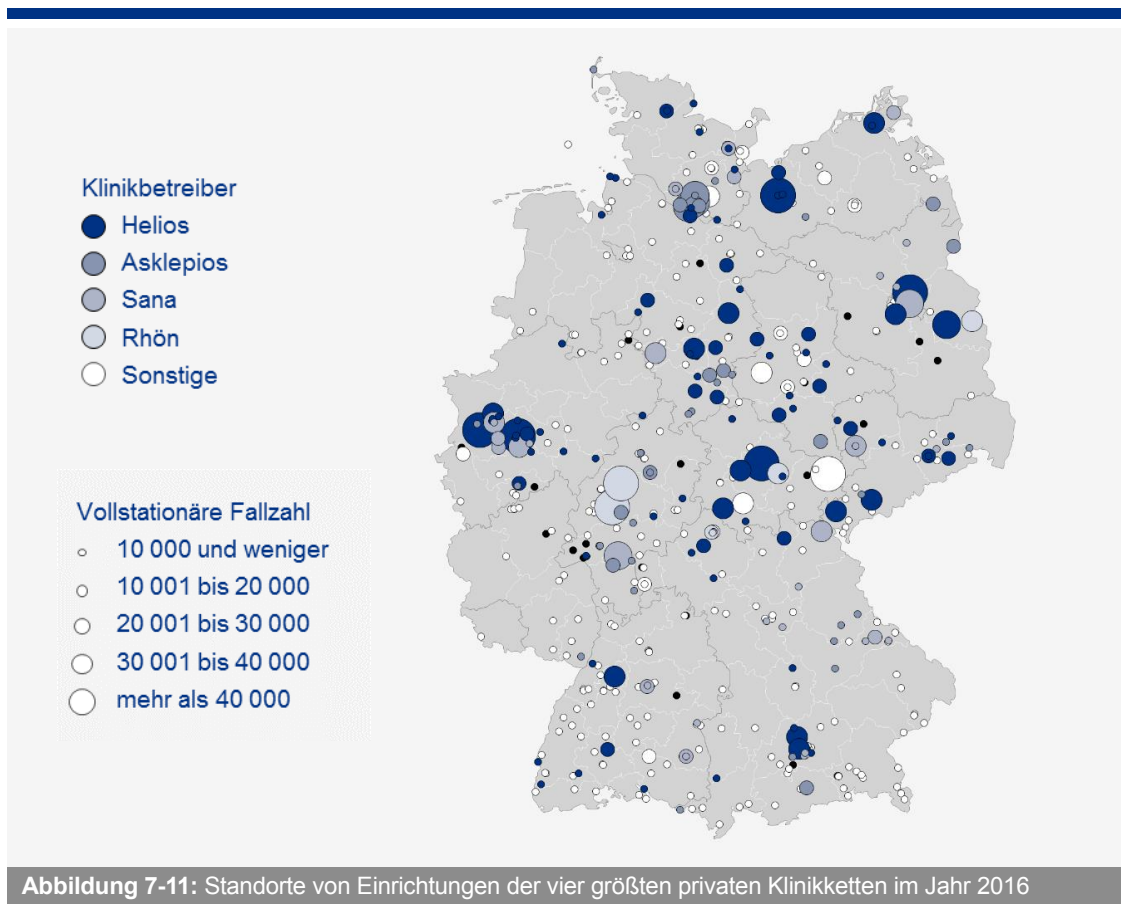 Klinikbetreiber
Helios
Asklepios
Sana
Rhön
Sonstige
Vollstationäre Fallzahl
10 000 und weniger
10 001 bis 20 000
20 001 bis 30 000
30 001 bis 40 000
mehr als 40 000
Abbildung 7-11: Standorte von Einrichtungen der vier größten privaten Klinikketten im Jahr 2016